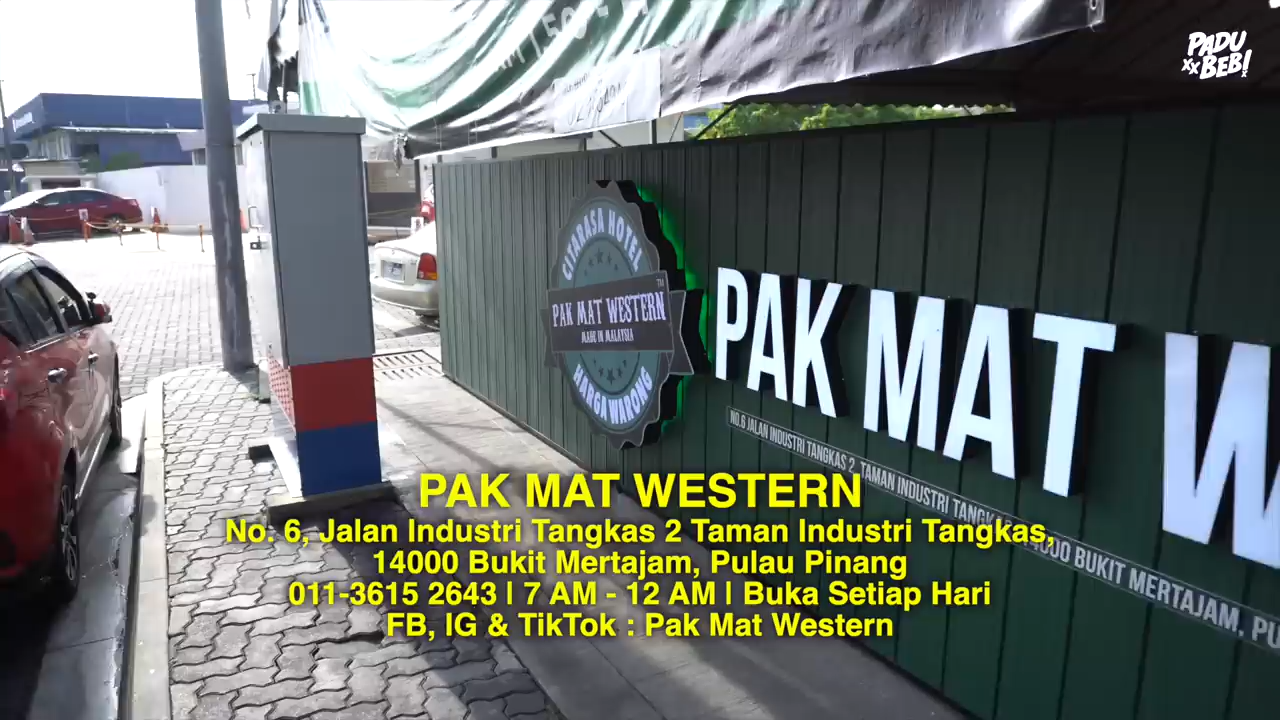 PADU
xx BEBI
CITARASA HOTEL
PAK MAT WESTERN
TM
MADE IN MALAYSIA
HARGA WARONG
PAK MAT W
NO.6 JALAN INDUSTRI TANGKAS 2, TAMAN INDUSTRI TANGKAS 14000 BUKIT MERTAJAM, PU
PAK MAT WESTERN
No. 6, Jalan Industri Tangkas 2 Taman Industri Tangkas,
14000 Bukit Mertajam, Pulau Pinang
011-3615 2643 | 7 AM - 12 AM | Buka Setiap Hari
FB, IG & TikTok : Pak Mat Western